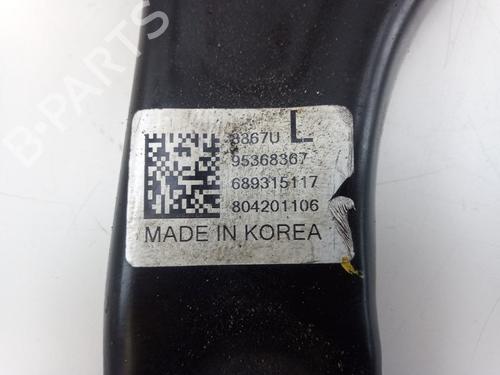 8367U L
95368367
689315117
804201106
MADE IN KOREA
B-PARTS